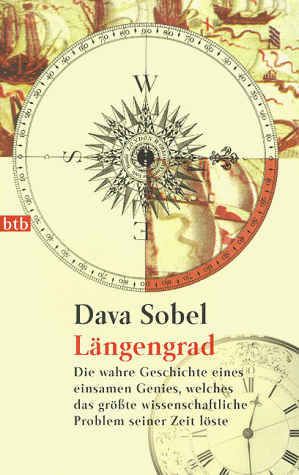 W
S
E
btb
Dava Sobel
Längengrad
Die wahre Geschichte eines
einsamen Genies, welches
das größte wissenschaftliche
Problem seiner Zeit löste